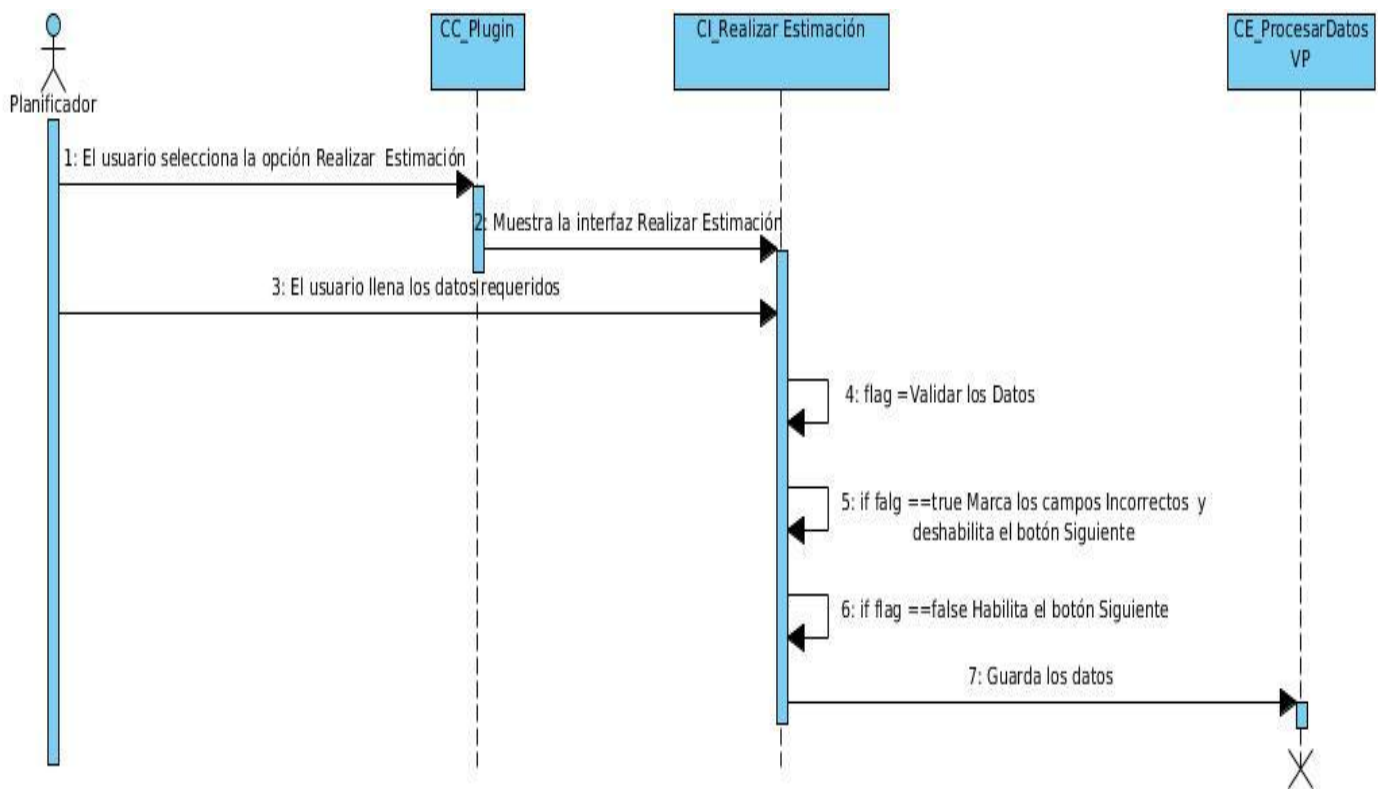 CC_Plugin
CI_Realizar Estimación
CE_ProcesarDatos
VP
Planificador
1: El usuario selecciona la opción Realizar Estimación
2: Muestra la interfaz Realizar Estimación
3: El usuario llena los datos requeridos
4: flag =Validar los Datos
5: if falg ==true Marca los campos Incorrectos y
deshabilita el botón Siguiente
6: if flag ==false Habilita el botón Siguiente
7: Guarda los datos